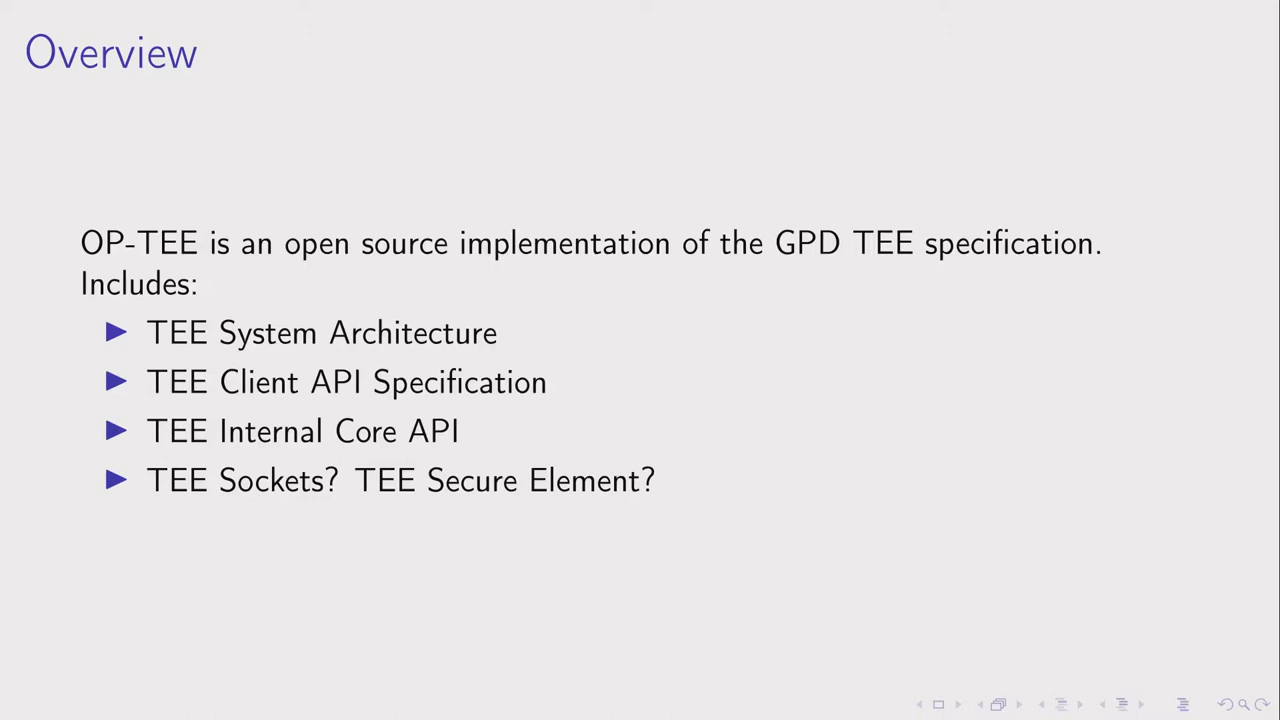 Overview
OP-TEE is an open source implementation of the GPD TEE specification.
Includes:
TEE System Architecture
TEE Client API Specification
TEE Internal Core API
TEE Sockets? TEE Secure Element?